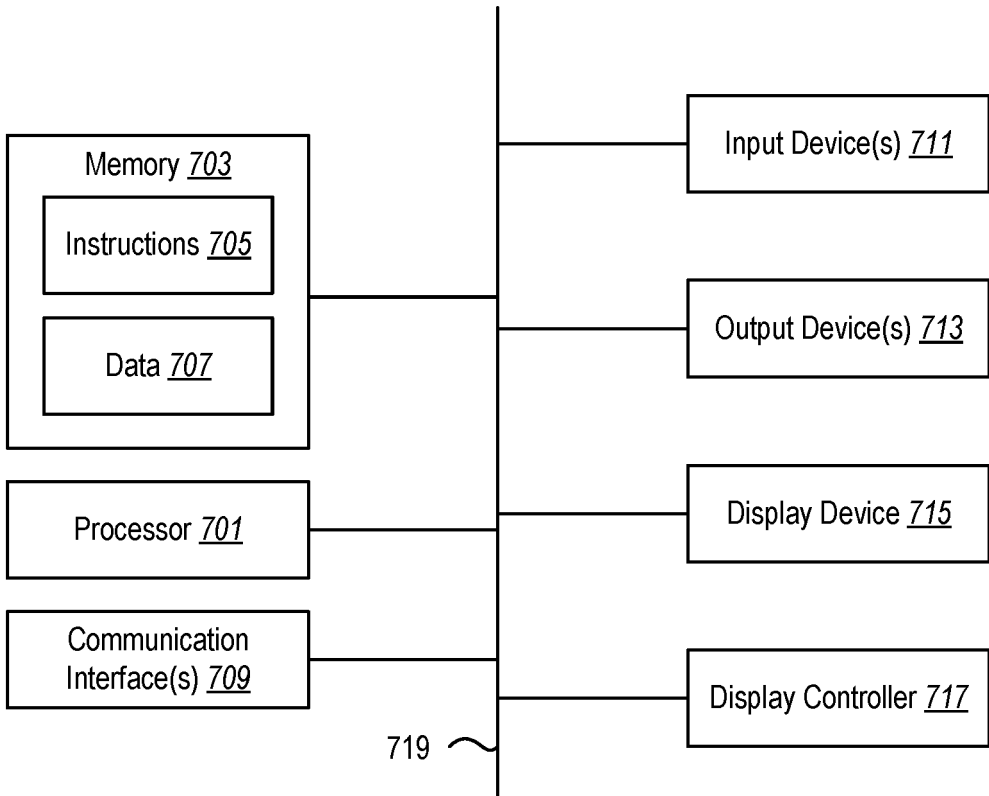 Memory 703
Instructions 705
Data 707
Processor 701
Communication
Interface(s) 709
719
Input Device(s) 711
Output Device(s) 713
Display Device 715
Display Controller 717